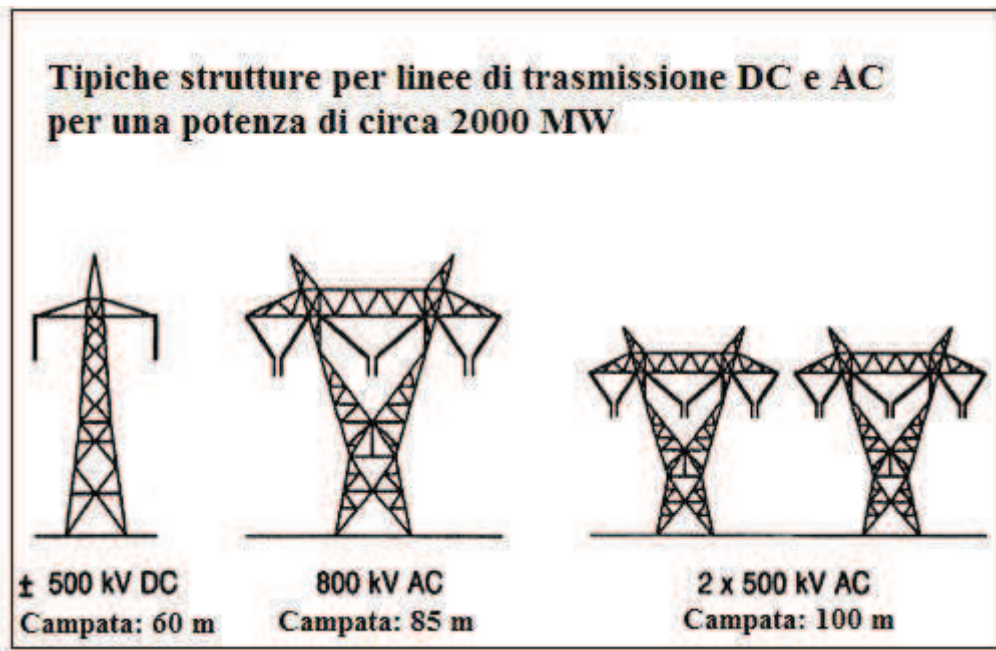 Tipiche strutture per linee di trasmissione DC e AC
per una potenza di circa 2000 MW
± 500 kV DC
Campata: 60 m
800 kV AC
Campata: 85 m
2 x 500 kV AC
Campata: 100 m